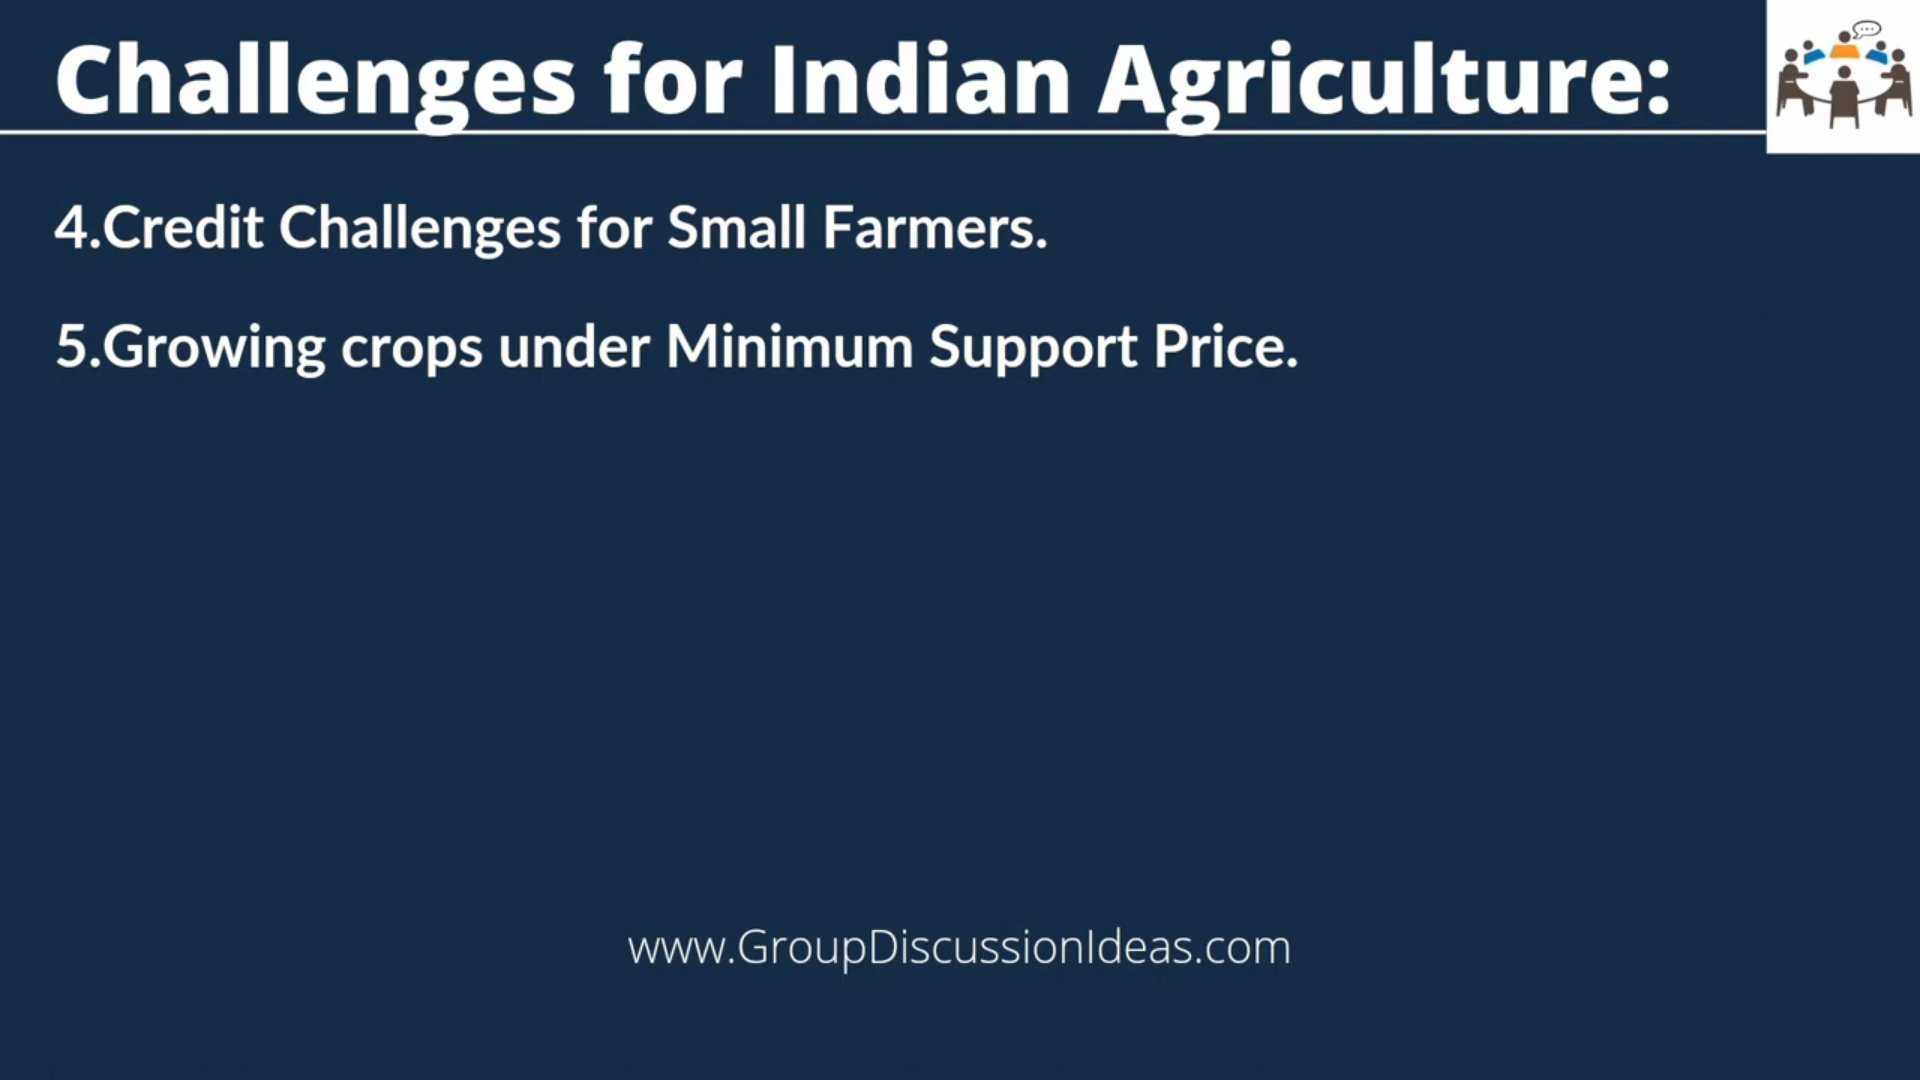 Challenges for Indian Agriculture:
4.Credit Challenges for Small Farmers.
5.Growing crops under Minimum Support Price.
www.GroupDiscussionIdeas.com